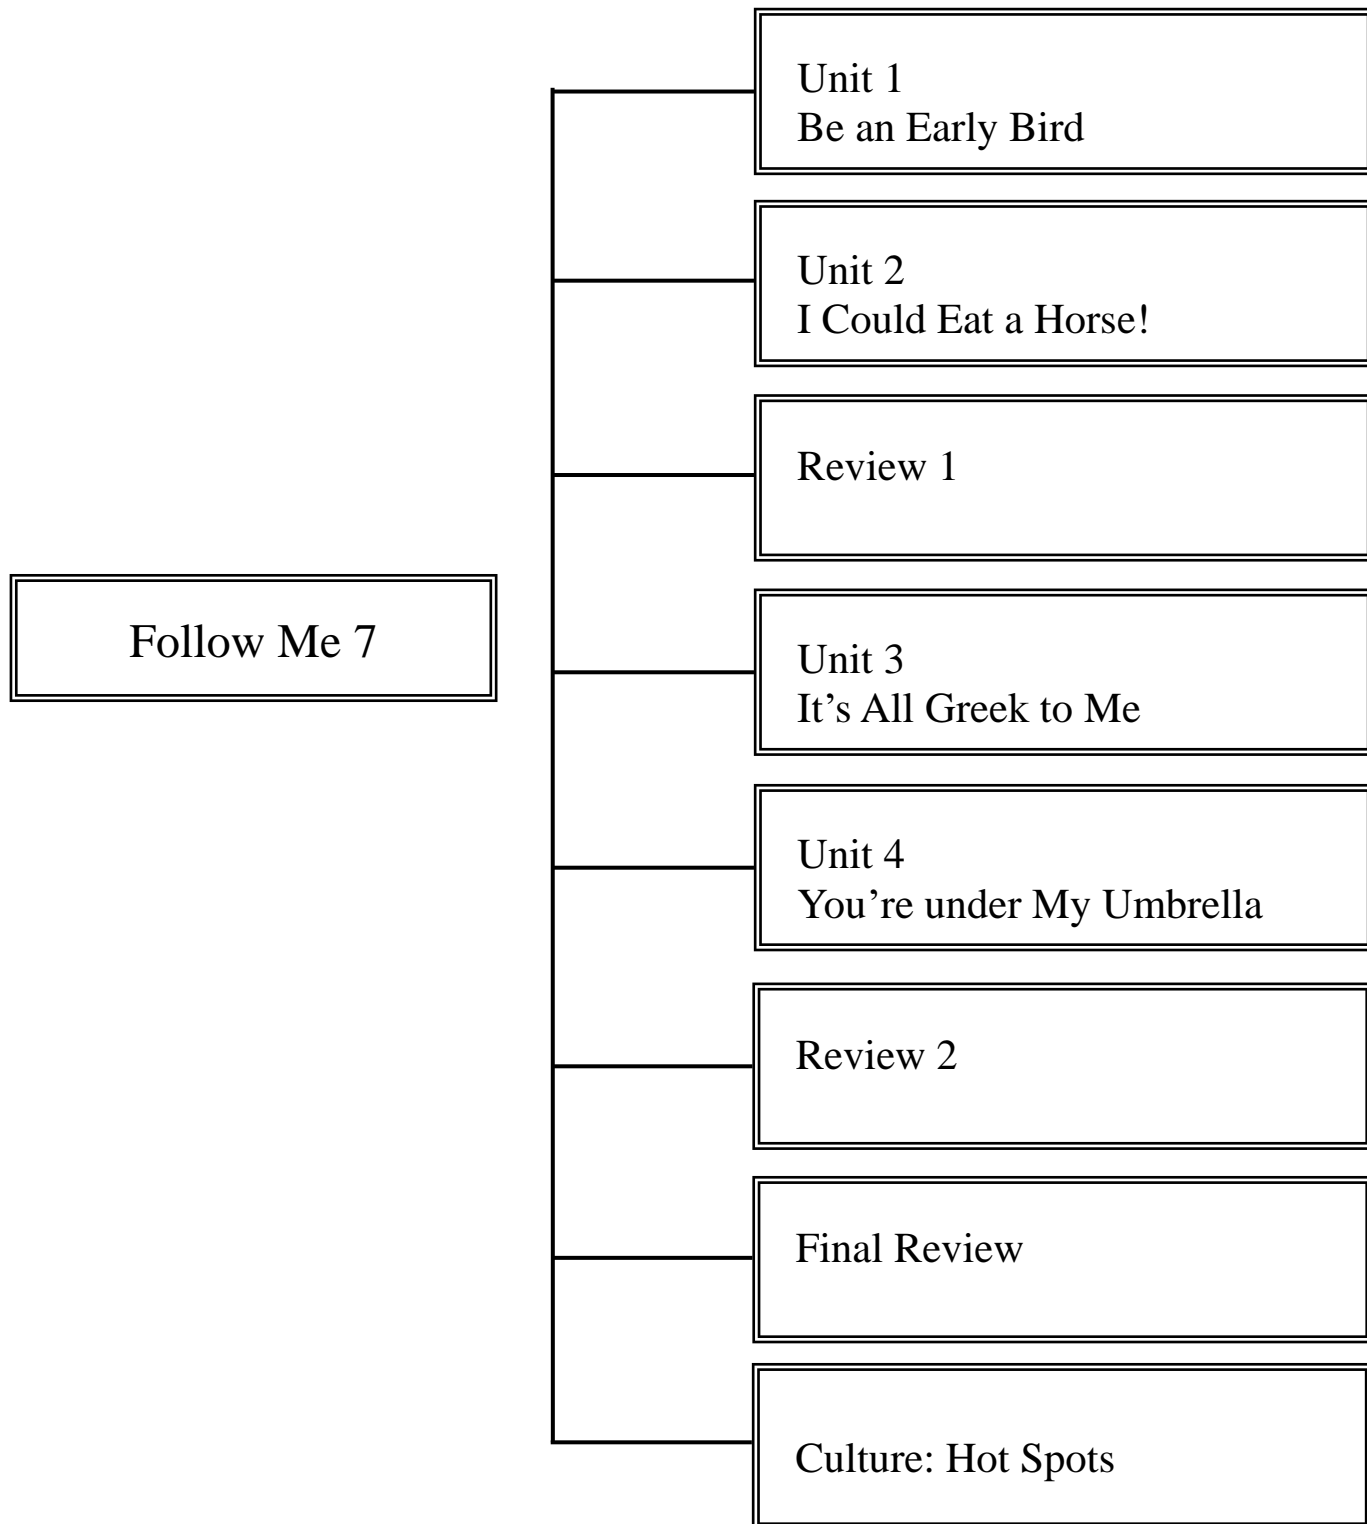 Follow Me 7
Unit 1
Be an Early Bird
Unit 2
I Could Eat a Horse!
Review 1
Unit 3
It’s All Greek to Me
Unit 4
You’re under My Umbrella
Review 2
Final Review
Culture: Hot Spots